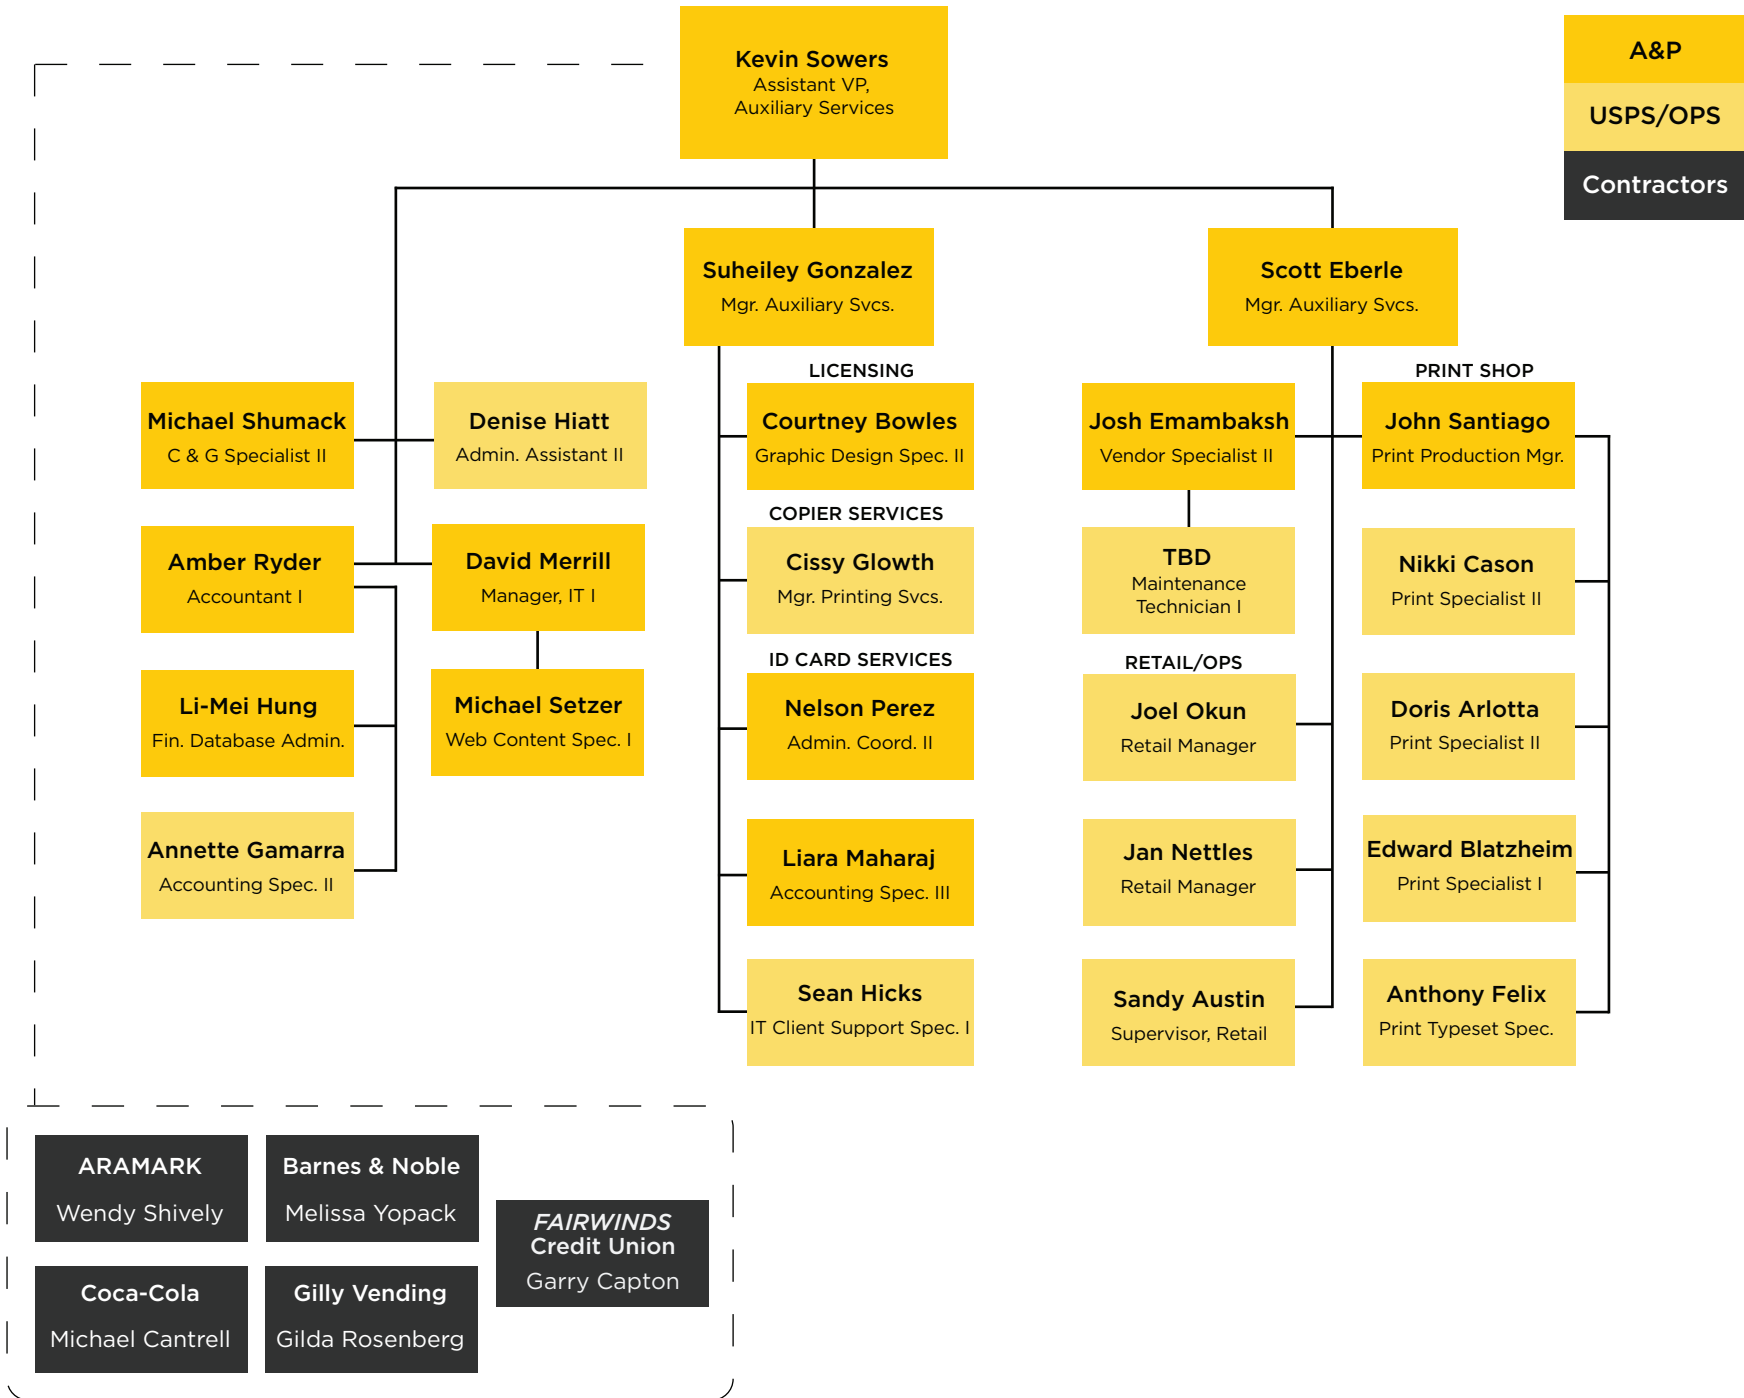 Kevin Sowers
Assistant VP,
Auxiliary Services
A&P
USPS/OPS
Contractors
Suheiley Gonzalez
Mgr. Auxiliary Svcs.
Scott Eberle
Mgr. Auxiliary Svcs.
Michael Shumack
C & G Specialist II
Denise Hiatt
Admin. Assistant II
Amber Ryder
Accountant I
David Merrill
Manager, IT I
Li-Mei Hung
Fin. Database Admin.
Michael Setzer
Web Content Spec. I
Annette Gamarra
Accounting Spec. II
LICENSING
Courtney Bowles
Graphic Design Spec. II
COPIER SERVICES
Cissy Glowth
Mgr. Printing Svcs.
ID CARD SERVICES
Nelson Perez
Admin. Coord. II
Liara Maharaj
Accounting Spec. III
Sean Hicks
IT Client Support Spec. I
Josh Emambaksh
Vendor Specialist II
TBD
Maintenance
Technician I
RETAIL/OPS
Joel Okun
Retail Manager
Jan Nettles
Retail Manager
Sandy Austin
Supervisor, Retail
PRINT SHOP
John Santiago
Print Production Mgr.
Nikki Cason
Print Specialist II
Doris Arlotta
Print Specialist II
Edward Blatzheim
Print Specialist I
Anthony Felix
Print Typeset Spec.
ARAMARK
Wendy Shively
Barnes & Noble
Melissa Yopack
FAIRWINDS
Credit Union
Garry Capton
Coca-Cola
Michael Cantrell
Gilly Vending
Gilda Rosenberg